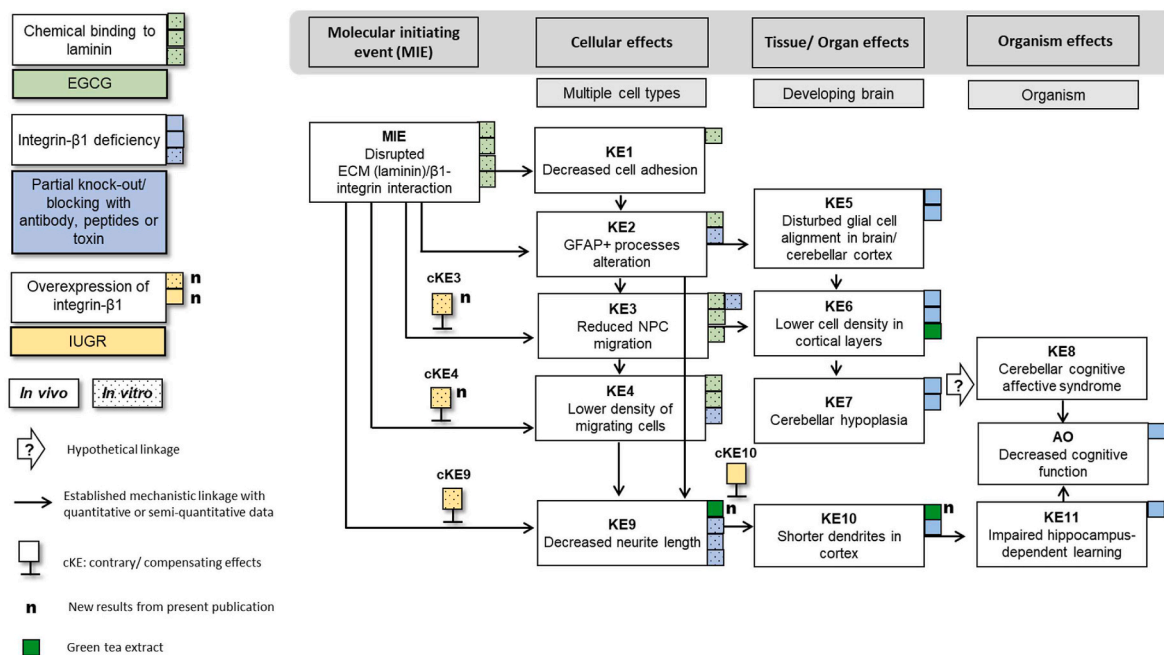 Chemical binding to
laminin
EGCG
Integrin-β1 deficiency
Partial knock-out/
blocking with
antibody, peptides or
toxin
Overexpression of
integrin-β1
n
n
IUGR
In vivo
In vitro
?
Hypothetical linkage
Established mechanistic linkage with
quantitative or semi-quantitative data
cKE: contrary/ compensating effects
n
New results from present publication
Green tea extract
Molecular initiating
event (MIE)
Cellular effects
Tissue/ Organ effects
Organism effects
Multiple cell types
Developing brain
Organism
MIE
Disrupted
ECM (laminin)/β1-
integrin interaction
KE1
Decreased cell adhesion
KE2
GFAP+ processes
alteration
KE5
Disturbed glial cell
alignment in brain/
cerebellar cortex
cKE3
n
KE3
Reduced NPC
migration
KE6
Lower cell density in
cortical layers
cKE4
n
KE4
Lower density of
migrating cells
KE7
Cerebellar hypoplasia
?
KE8
Cerebellar cognitive
affective syndrome
AO
Decreased cognitive
function
cKE9
cKE10
KE9
Decreased neurite length
n
KE10
Shorter dendrites in
cortex
n
KE11
Impaired hippocampus-
dependent learning